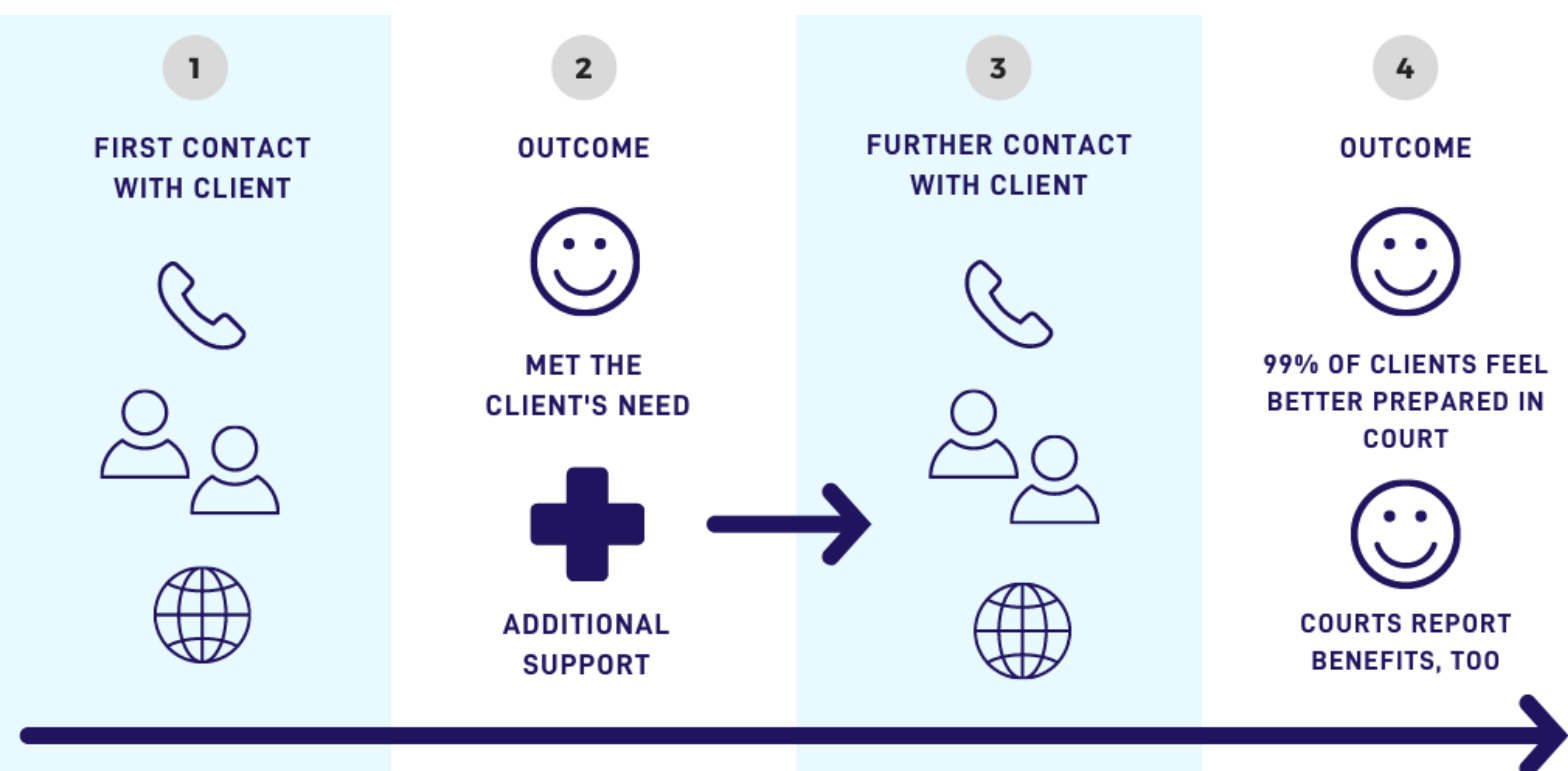 1
FIRST CONTACT
WITH CLIENT
2
OUTCOME
MET THE
CLIENT'S NEED
ADDITIONAL
SUPPORT
3
FURTHER CONTACT
WITH CLIENT
4
OUTCOME
99% OF CLIENTS FEEL
BETTER PREPARED IN
COURT
COURTS REPORT
BENEFITS, TOO